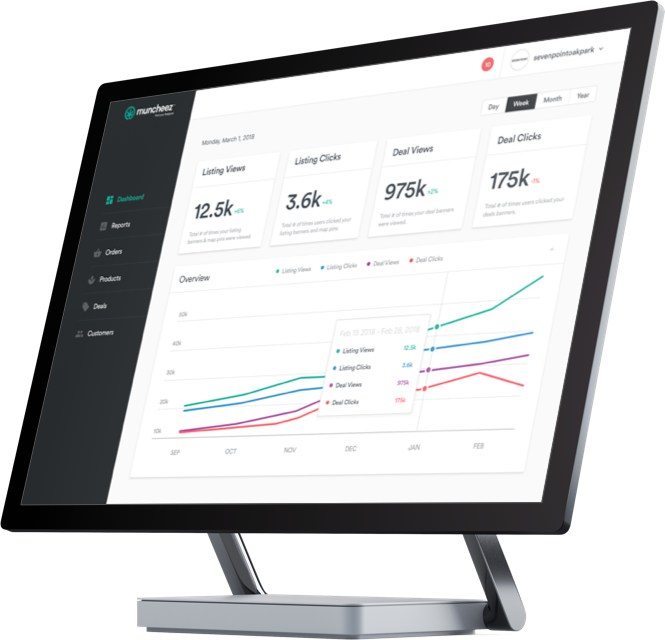 muncheez
sevenpointoakpark
10
Day Week Month Year
Monday, March 1, 2018
Dashboard
Reports
Orders
Products
Deals
Customers
Listing Views
12.5k +4%
Total # of times your listing
banners & map pins were viewed.
Listing Clicks
3.6k +4%
Total # of times users clicked your
listing banners and map pins.
Deal Views
975k +2%
Total # of times your deal banners
were viewed.
Deal Clicks
175k -1%
Total # of times users clicked your
deals banners.
Overview
Listing Views Listing Clicks Deal Views Deal Clicks
50k
40k
30k
20k
10k
Feb 15 2018 - Feb 28, 2018
Listing Views 12.5k
Listing Clicks 3.6k
Deal Views 975k
Deal Clicks 175k
SEP OCT NOV DEC JAN FEB